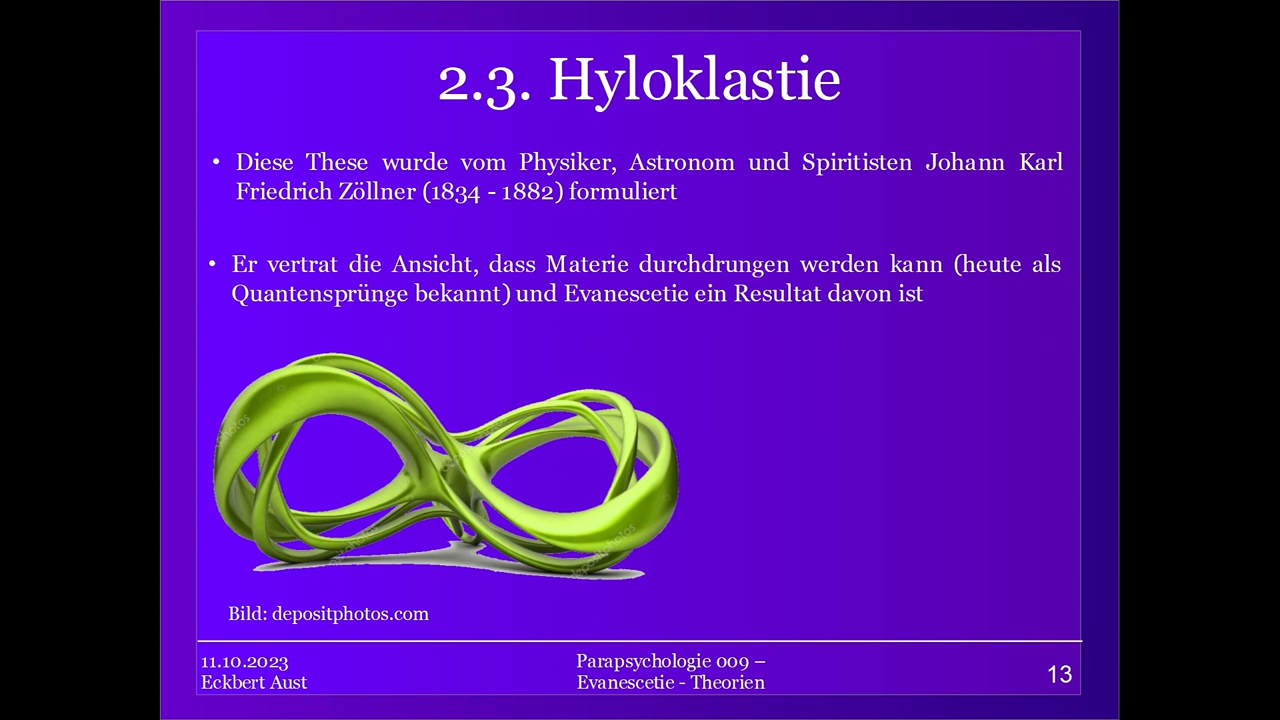 2.3. Hyloklastie
• Diese These wurde vom Physiker, Astronom und Spiritisten Johann Karl
Friedrich Zöllner (1834 - 1882) formuliert
• Er vertrat die Ansicht, dass Materie durchdrungen werden kann (heute als
Quantensprünge bekannt) und Evanescetie ein Resultat davon ist
depositphotos
Bild: depositphotos.com
11.10.2023
Eckbert Aust
Parapsychologie 009 –
Evanescetie - Theorien
13